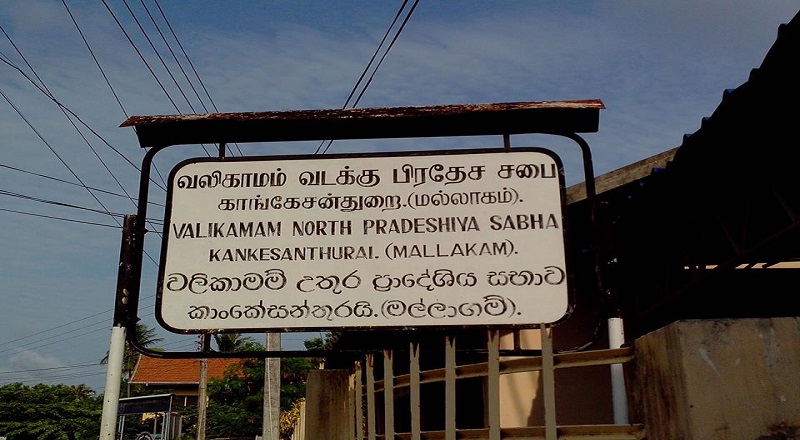 வலிகாமம் வடக்கு பிரதேச சபை
காங்கேசன்துறை.(மல்லாகம்).
VALIKAMAM NORTH PRADESHIYA SABHA
KANKESANTHURAI. (MALLAKAM).
වලිකාමම් උතුර ප්‍රාදේශිය සභාව
කාංකේසන්තුරයි.(මල්ලාගම්).